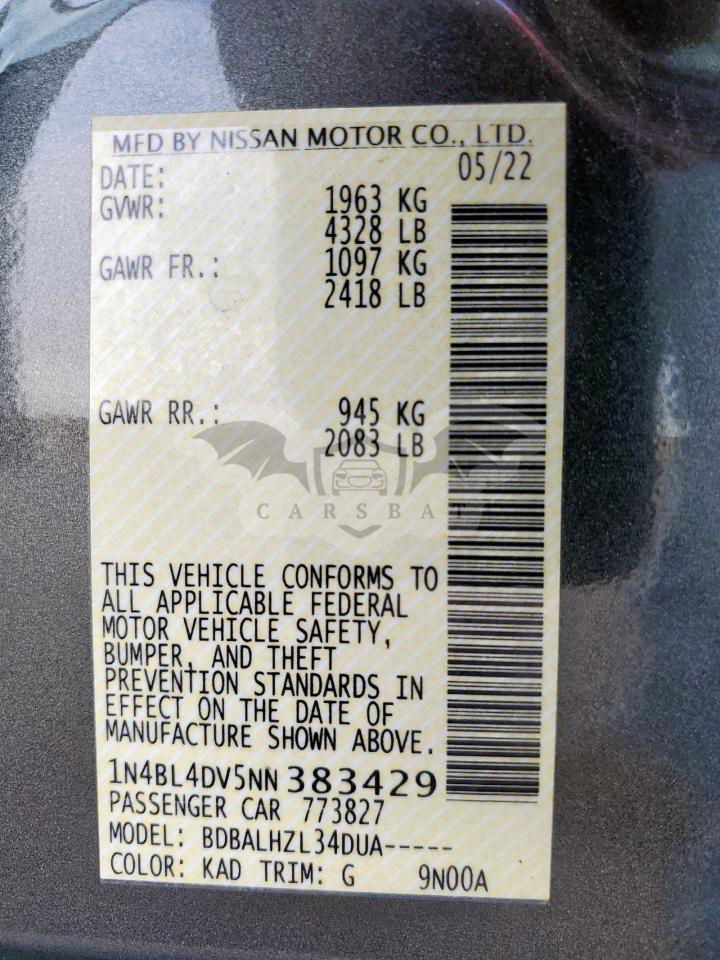 MFD BY NISSAN MOTOR CO., LTD.
DATE: 05/22
GVWR: 1963 KG
4328 LB
GAWR FR.: 1097 KG
2418 LB
GAWR RR.: 945 KG
2083 LB
CARSBAT
THIS VEHICLE CONFORMS TO
ALL APPLICABLE FEDERAL
MOTOR VEHICLE SAFETY,
BUMPER, AND THEFT
PREVENTION STANDARDS IN
EFFECT ON THE DATE OF
MANUFACTURE SHOWN ABOVE.
1N4BL4DV5NN383429
PASSENGER CAR 773827
MODEL: BDBALHZL34DUA-----
COLOR: KAD TRIM: G 9N00A